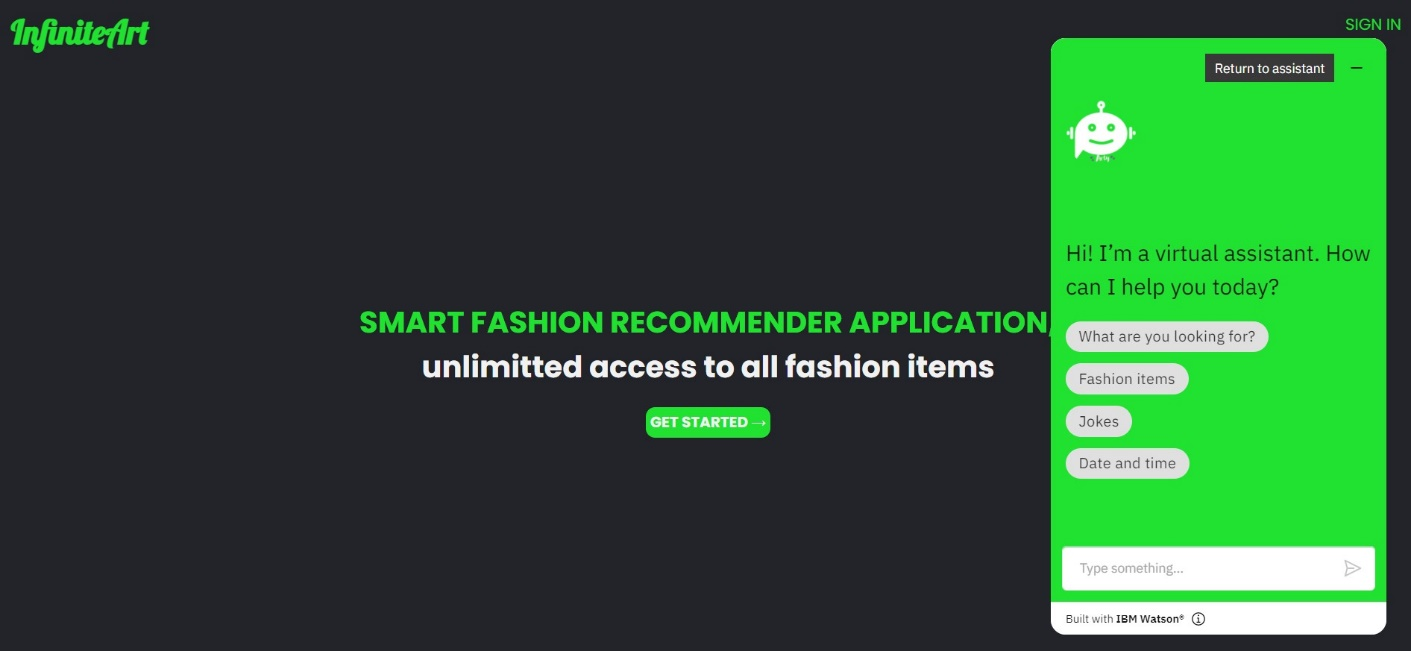 InfiniteArt
SIGN IN
Return to assistant
Arty
Hi! I’m a virtual assistant. How
can I help you today?
SMART FASHION RECOMMENDER APPLICATION,
unlimitted access to all fashion items
GET STARTED →
What are you looking for?
Fashion items
Jokes
Date and time
Type something...
Built with IBM Watson®